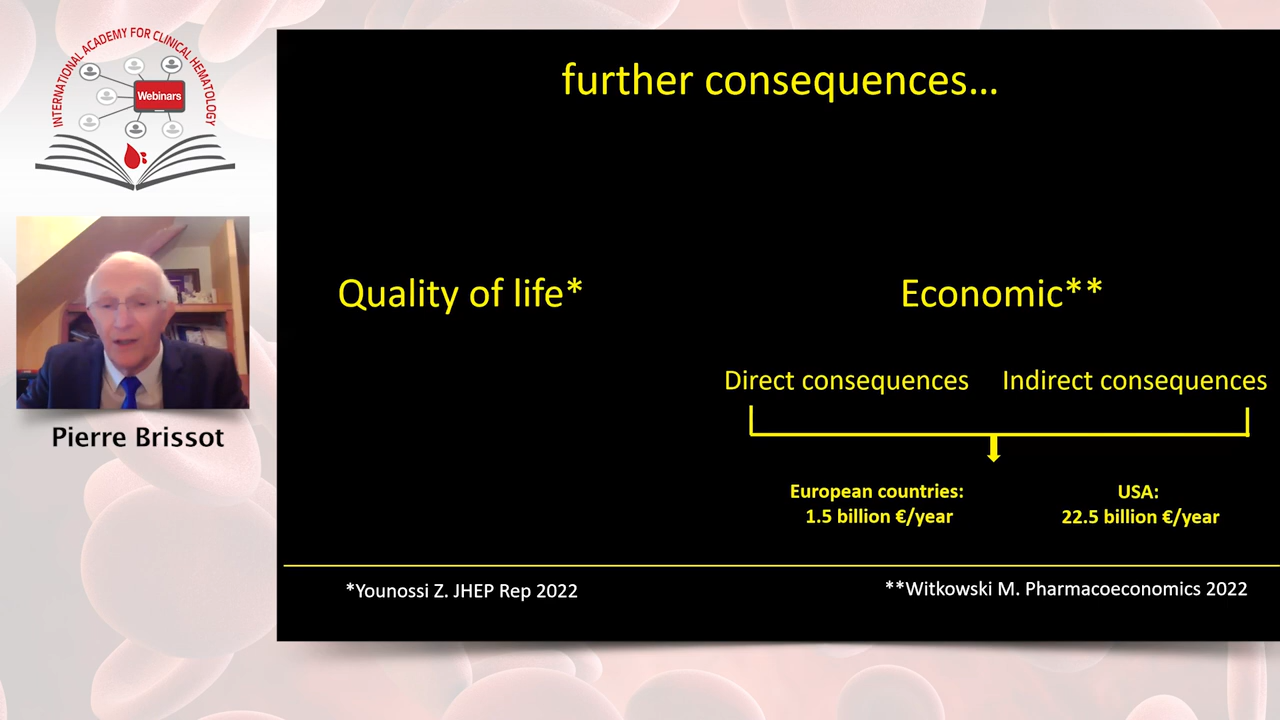 INTERNATIONAL ACADEMY FOR CLINICAL HEMATOLOGY
Webinars
Pierre Brissot
further consequences…
Quality of life*
Economic**
Direct consequences
Indirect consequences
European countries:
1.5 billion €/year
USA:
22.5 billion €/year
*Younossi Z. JHEP Rep 2022
**Witkowski M. Pharmacoeconomics 2022